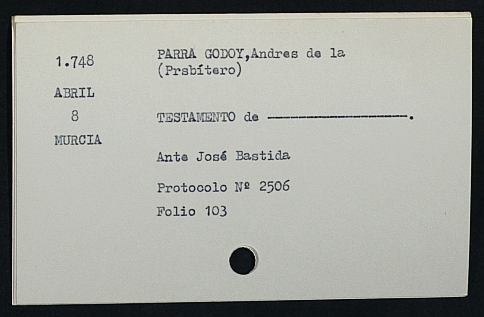 1.748
ABRIL
8
MURCIA
PARRA GODOY,Andres de la
(Prsbítero)
TESTAMENTO de ——————————.
Ante José Bastida
Protocolo Nº 2506
Folio 103